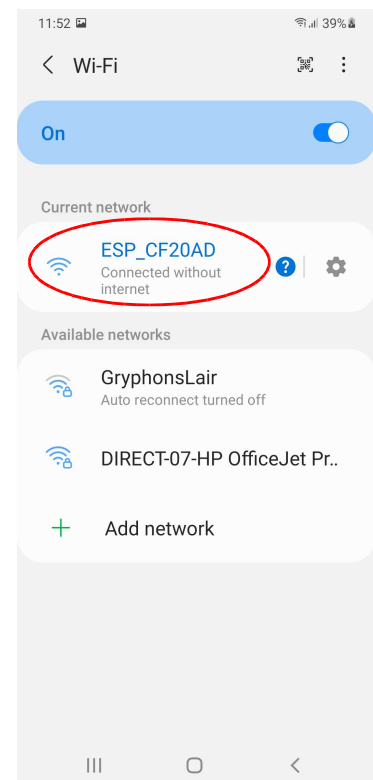 11:52 39%
Wi-Fi
On
Current network
ESP_CF20AD
Connected without
internet
?
Available networks
GryphonsLair
Auto reconnect turned off
DIRECT-07-HP OfficeJet Pr..
Add network